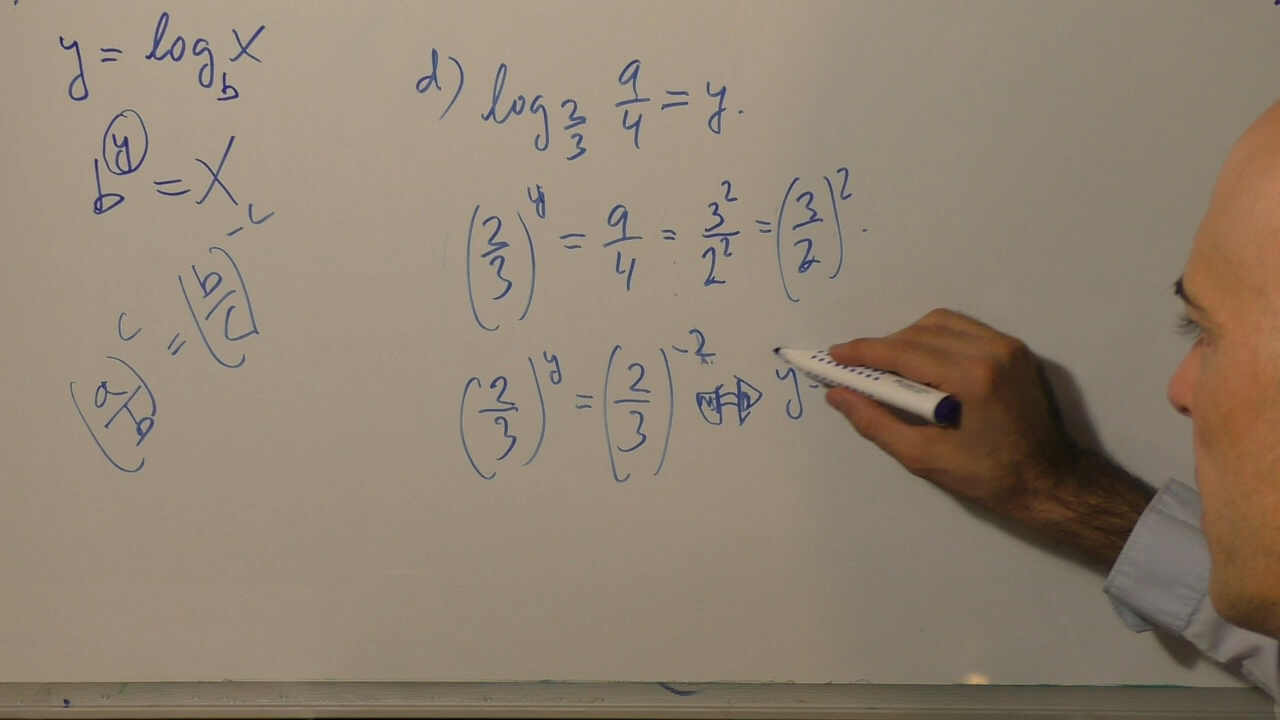 y = log_b x
b^y = x
(a/b)^c = (b/c)^-c
d) log_{2/3} 9/4 = y.
(2/3)^y = 9/4 = 3^2/2^2 = (3/2)^2.
(2/3)^y = (2/3)^-2 ⇔ y =